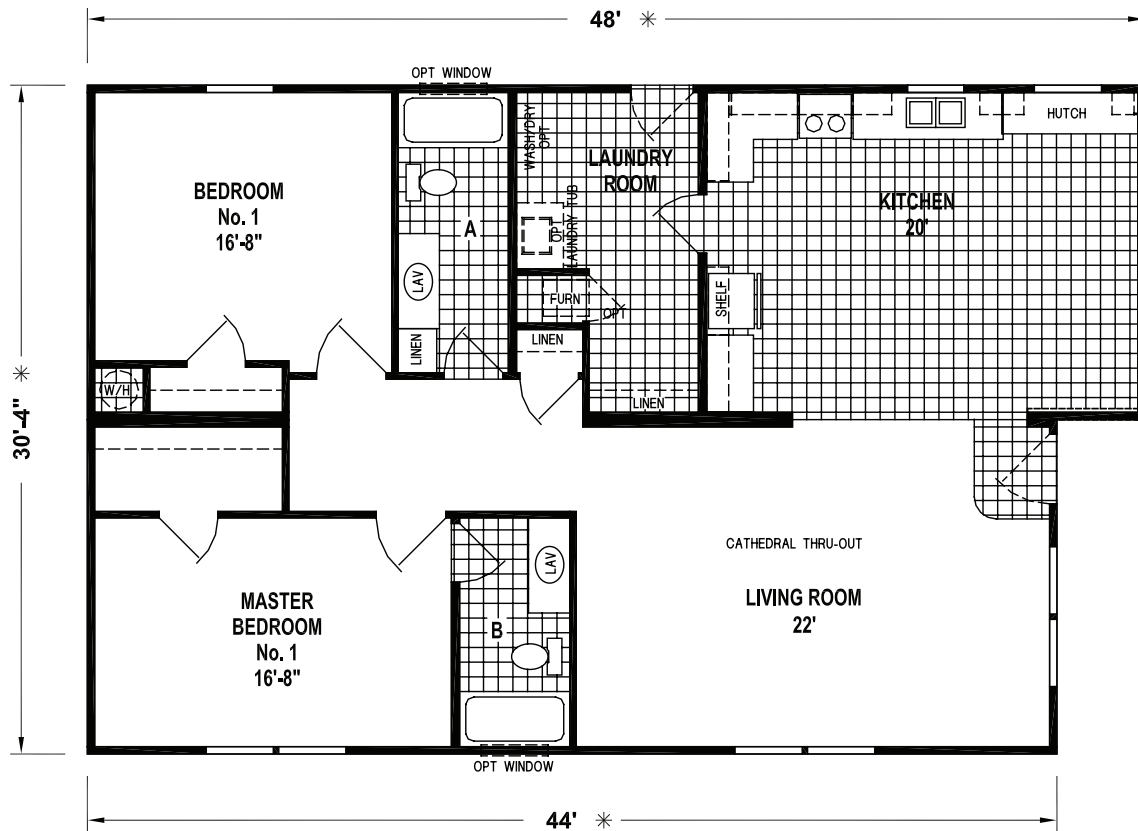 48' ✳
OPT WINDOW
WASH/DRY
OPT
LAUNDRY
ROOM
HUTCH
BEDROOM
No. 1
16'-8"
A
KITCHEN
20'
OPT
LAUNDRY TUB
LAV
FURN
OPT
SHELF
LINEN
LINEN
LINEN
W/H
30'-4" ✳
CATHEDRAL THRU-OUT
LAV
MASTER
BEDROOM
No. 1
16'-8"
B
LIVING ROOM
22'
OPT WINDOW
44' ✳